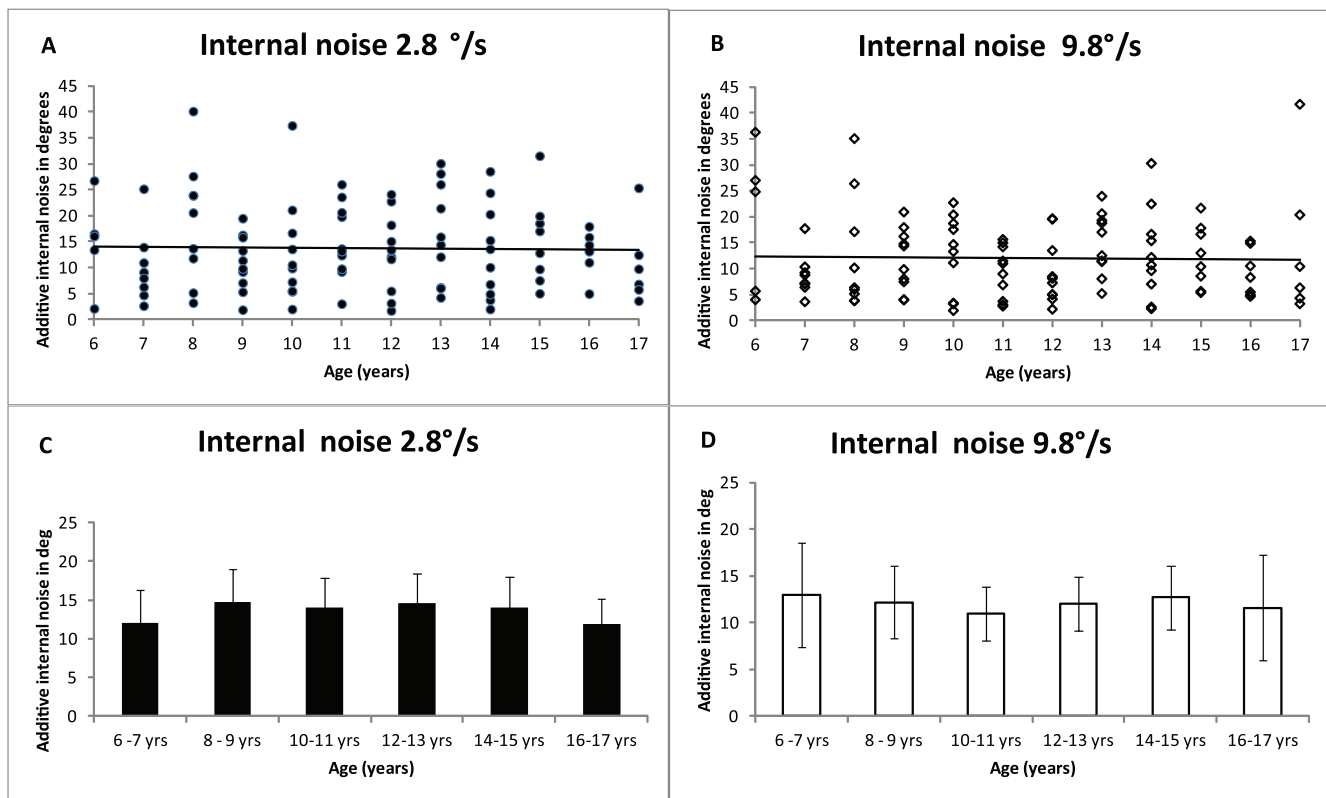 A
Internal noise 2.8 °/s
Additive internal noise in degrees
45
40
35
30
25
20
15
10
5
0
6 7 8 9 10 11 12 13 14 15 16 17
Age (years)
B
Internal noise 9.8°/s
Additive internal noise in degrees
45
40
35
30
25
20
15
10
5
0
6 7 8 9 10 11 12 13 14 15 16 17
Age (years)
C
Internal noise 2.8°/s
Additive internal noise in deg
25
20
15
10
5
0
6 -7 yrs 8 - 9 yrs 10-11 yrs 12-13 yrs 14-15 yrs 16-17 yrs
Age (years)
D
Internal noise 9.8°/s
Additive internal noise in deg
25
20
15
10
5
0
6 -7 yrs 8 - 9 yrs 10-11 yrs 12-13 yrs 14-15 yrs 16-17 yrs
Age (years)